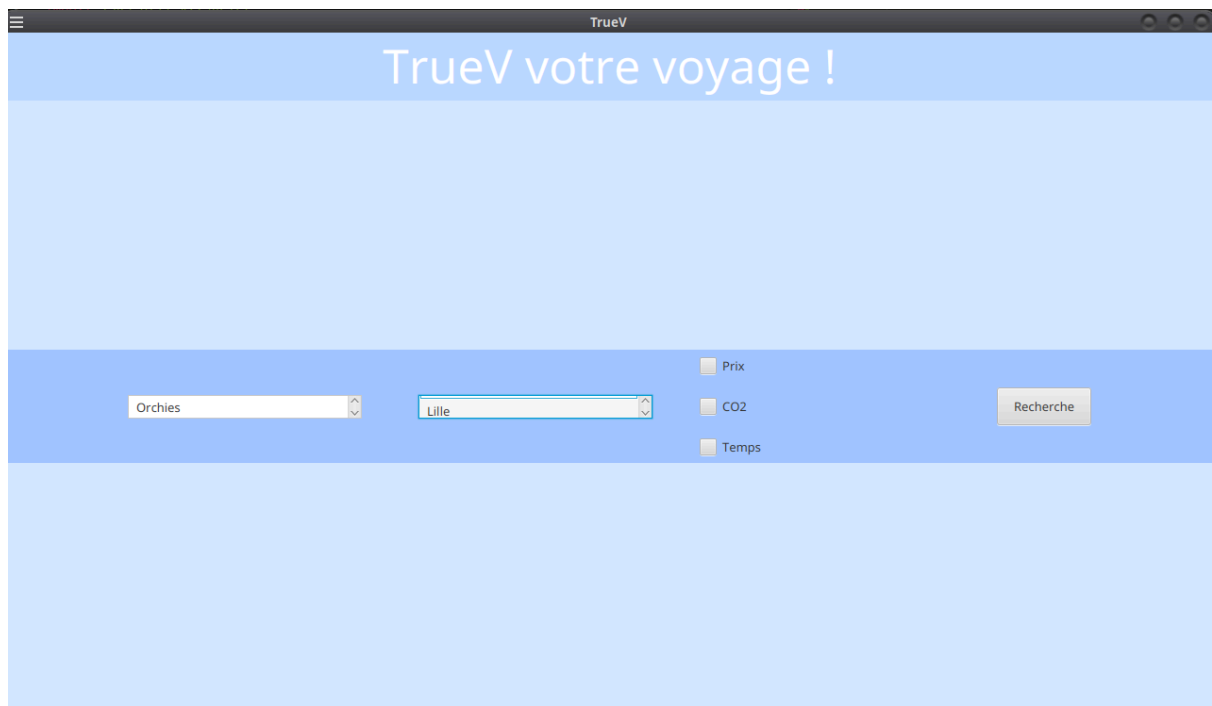 TrueV
TrueV votre voyage !
Prix
Orchies
Lille
CO2
Recherche
Temps